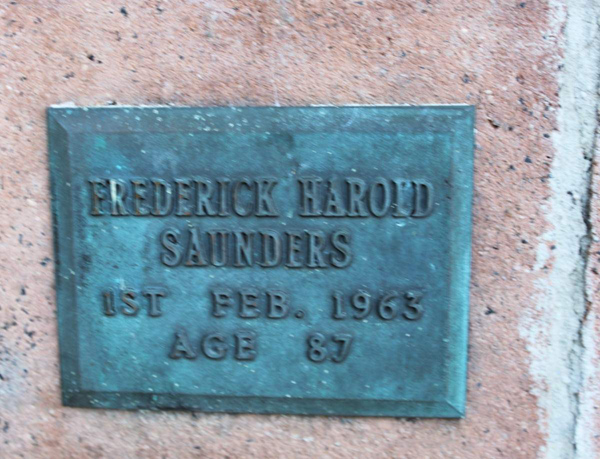 FREDERICK HAROLD
SAUNDERS
1ST FEB. 1963
AGE 87